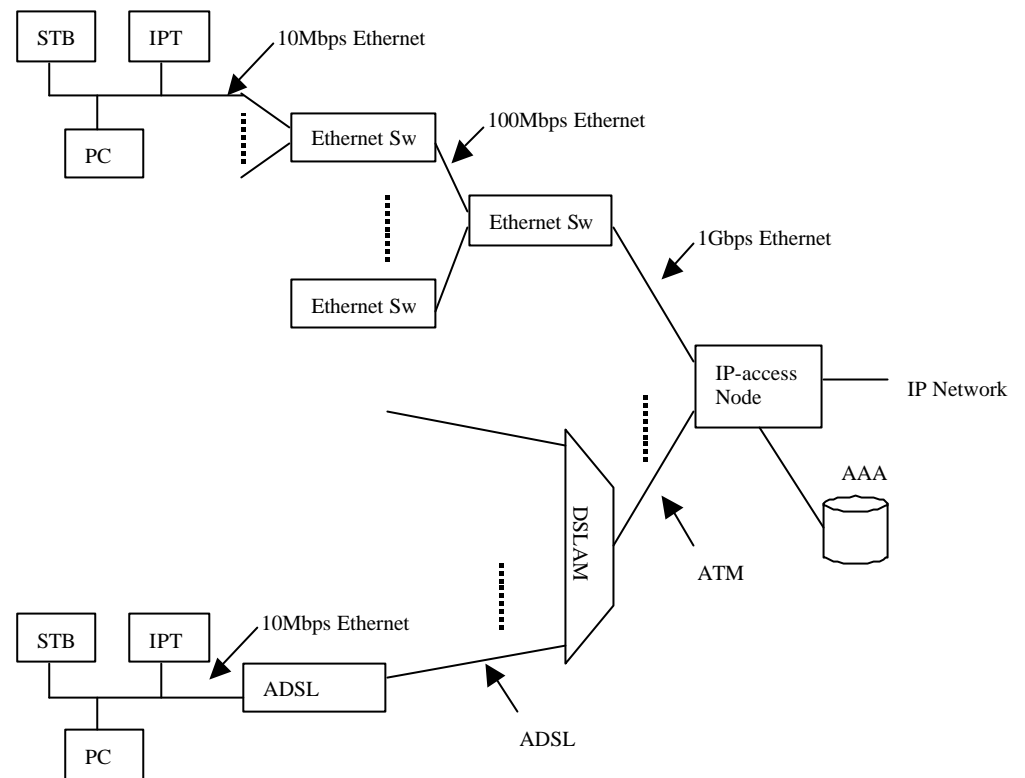 STB
IPT
10Mbps Ethernet
PC
Ethernet Sw
100Mbps Ethernet
Ethernet Sw
1Gbps Ethernet
Ethernet Sw
IP-access
Node
IP Network
AAA
DSLAM
ATM
STB
IPT
10Mbps Ethernet
ADSL
PC
ADSL